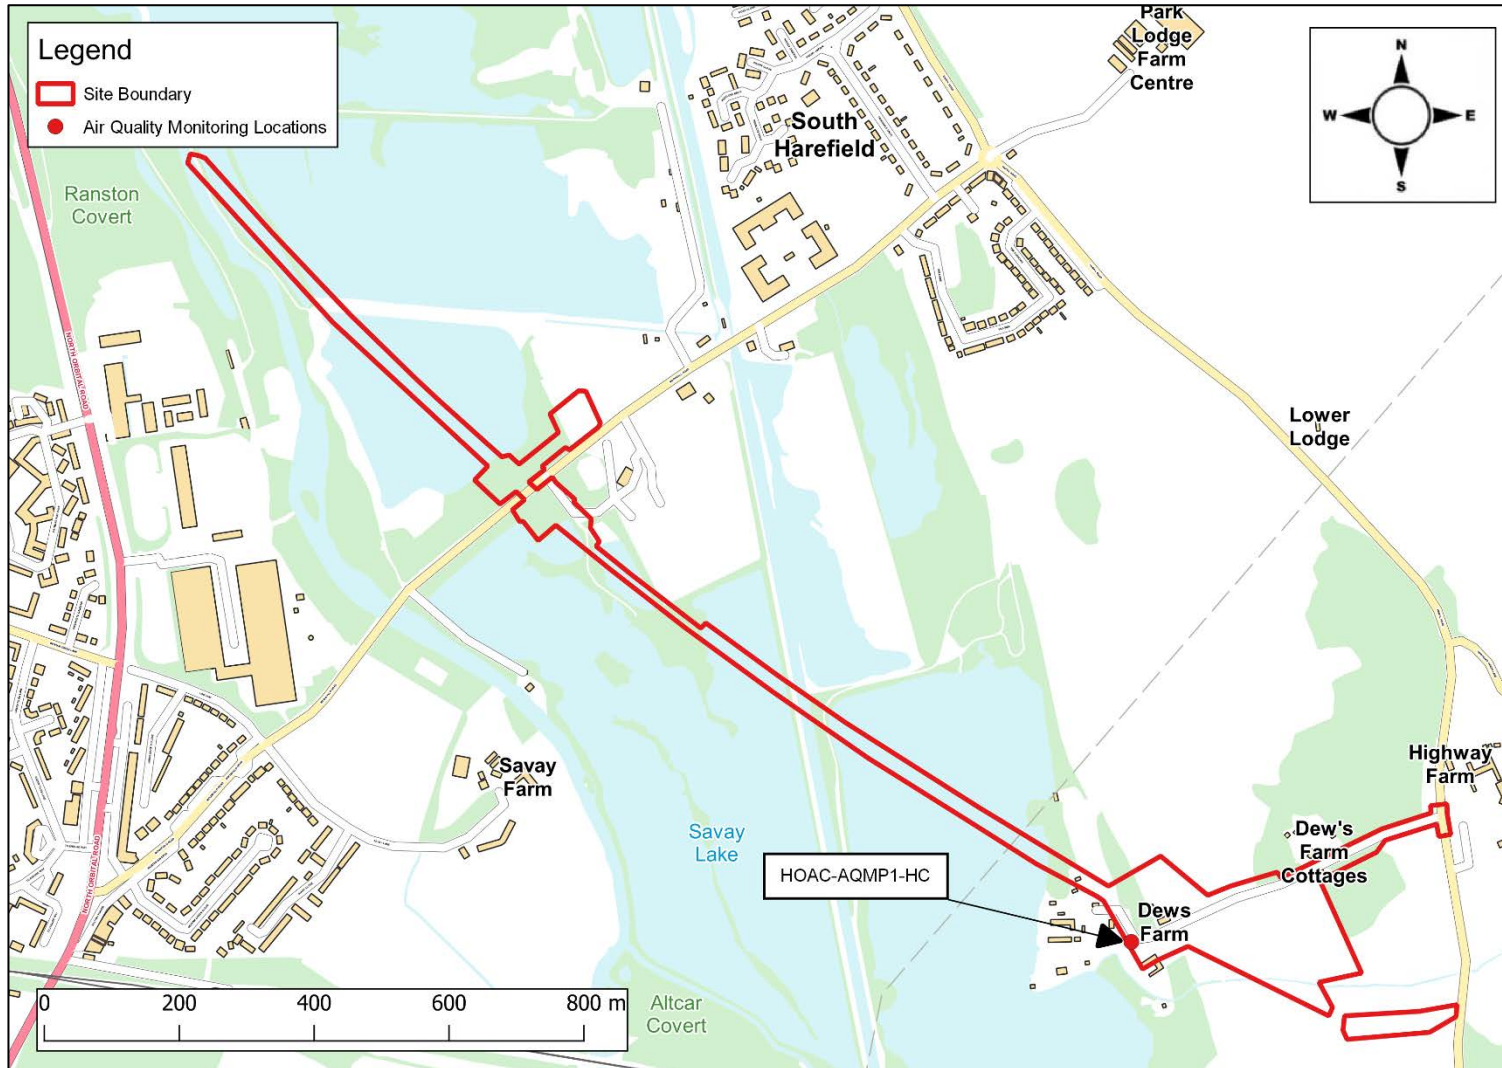 Legend
Site Boundary
Air Quality Monitoring Locations
Park
Lodge
Farm
Centre
N
W
E
S
South
Harefield
Ranston
Covert
NORTH ORBITAL ROAD
Lower
Lodge
Savay
Farm
Savay
Lake
Highway
Farm
Dew's
Farm
Cottages
HOAC-AQMP1-HC
Dews
Farm
NORTH ORBITAL ROAD
Altcar
Covert
0 200 400 600 800 m